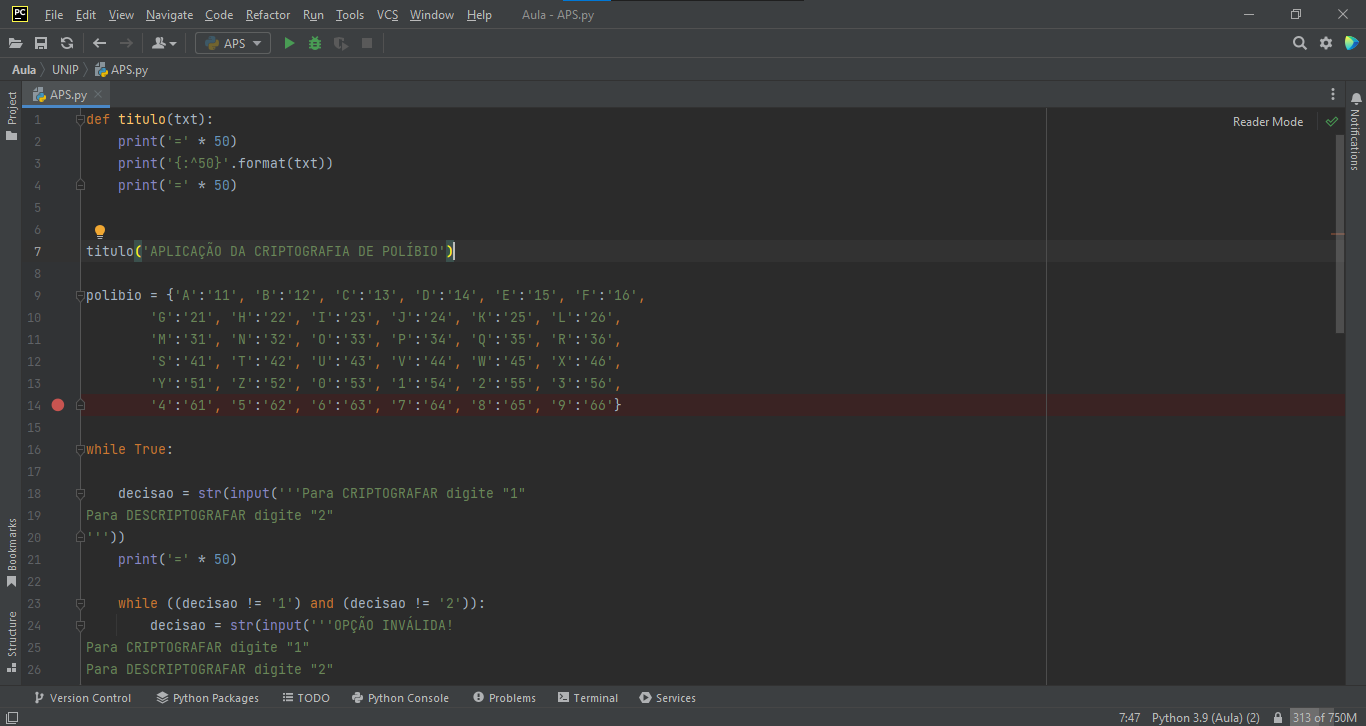 PC File Edit View Navigate Code Refactor Run Tools VCS Window Help Aula - APS.py
APS
Aula UNIP APS.py
Project
APS.py
Reader Mode
Notifications
1 def titulo(txt):
2 print('=' * 50)
3 print('{:^50}'.format(txt))
4 print('=' * 50)
5
6
7 titulo('APLICAÇÃO DA CRIPTOGRAFIA DE POLÍBIO')
8
9 polibio = {'A':'11', 'B':'12', 'C':'13', 'D':'14', 'E':'15', 'F':'16',
10 'G':'21', 'H':'22', 'I':'23', 'J':'24', 'K':'25', 'L':'26',
11 'M':'31', 'N':'32', 'O':'33', 'P':'34', 'Q':'35', 'R':'36',
12 'S':'41', 'T':'42', 'U':'43', 'V':'44', 'W':'45', 'X':'46',
13 'Y':'51', 'Z':'52', '0':'53', '1':'54', '2':'55', '3':'56',
14 '4':'61', '5':'62', '6':'63', '7':'64', '8':'65', '9':'66'}
15
16 while True:
17
18 decisao = str(input('''Para CRIPTOGRAFAR digite "1"
19 Para DESCRIPTOGRAFAR digite "2"
20 '''))
21 print('=' * 50)
22
23 while ((decisao != '1') and (decisao != '2')):
24 decisao = str(input('''OPÇÃO INVÁLIDA!
25 Para CRIPTOGRAFAR digite "1"
26 Para DESCRIPTOGRAFAR digite "2"
Bookmarks
Structure
Version Control Python Packages TODO Python Console Problems Terminal Services
7:47 Python 3.9 (Aula) (2) 313 of 750M